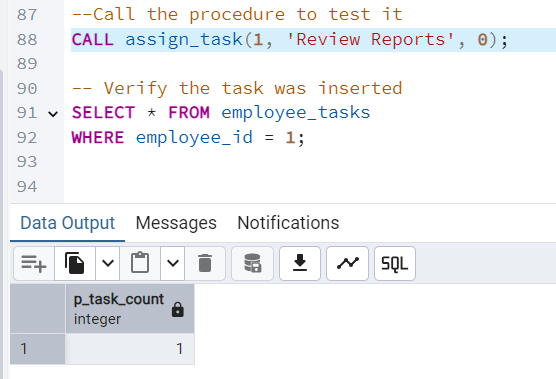 87 --Call the procedure to test it
88 CALL assign_task(1, 'Review Reports', 0);
89
90 -- Verify the task was inserted
91 SELECT * FROM employee_tasks
92 WHERE employee_id = 1;
93
94
Data Output Messages Notifications
SQL
p_task_count
integer
1 1